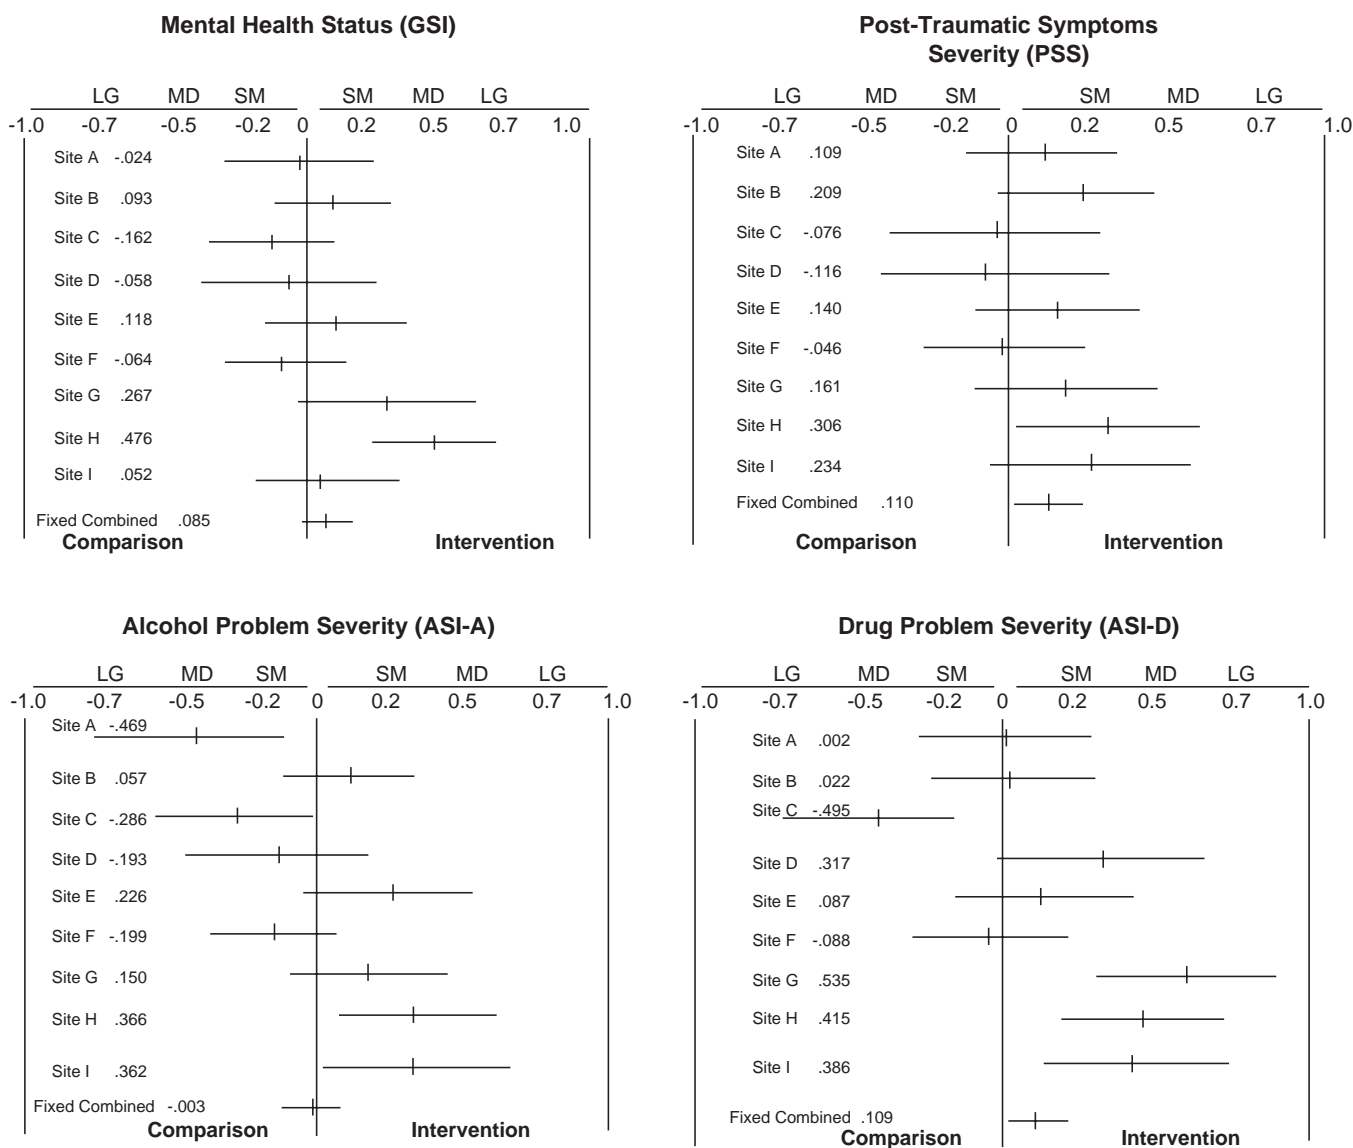 Mental Health Status (GSI)
LG MD SM SM MD LG
-1.0 -0.7 -0.5 -0.2 0 0.2 0.5 0.7 1.0
Site A -.024
Site B .093
Site C -.162
Site D -.058
Site E .118
Site F -.064
Site G .267
Site H .476
Site I .052
Fixed Combined .085
Comparison Intervention
Post-Traumatic Symptoms
Severity (PSS)
LG MD SM SM MD LG
-1.0 -0.7 -0.5 -0.2 0 0.2 0.5 0.7 1.0
Site A .109
Site B .209
Site C -.076
Site D -.116
Site E .140
Site F -.046
Site G .161
Site H .306
Site I .234
Fixed Combined .110
Comparison Intervention
Alcohol Problem Severity (ASI-A)
LG MD SM SM MD LG
-1.0 -0.7 -0.5 -0.2 0 0.2 0.5 0.7 1.0
Site A -.469
Site B .057
Site C -.286
Site D -.193
Site E .226
Site F -.199
Site G .150
Site H .366
Site I .362
Fixed Combined -.003
Comparison Intervention
Drug Problem Severity (ASI-D)
LG MD SM SM MD LG
-1.0 -0.7 -0.5 -0.2 0 0.2 0.5 0.7 1.0
Site A .002
Site B .022
Site C -.495
Site D .317
Site E .087
Site F -.088
Site G .535
Site H .415
Site I .386
Fixed Combined .109
Comparison Intervention